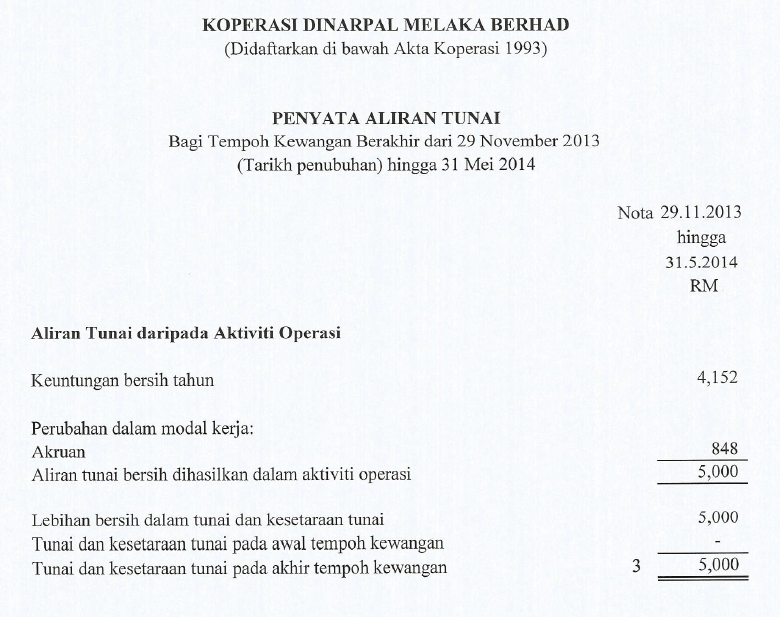 KOPERASI DINARPAL MELAKA BERHAD
(Didaftarkan di bawah Akta Koperasi 1993)
PENYATA ALIRAN TUNAI
Bagi Tempoh Kewangan Berakhir dari 29 November 2013
(Tarikh penubuhan) hingga 31 Mei 2014
Nota 29.11.2013
hingga
31.5.2014
RM
Aliran Tunai daripada Aktiviti Operasi
Keuntungan bersih tahun 4,152
Perubahan dalam modal kerja:
Akruan 848
Aliran tunai bersih dihasilkan dalam aktiviti operasi 5,000
Lebihan bersih dalam tunai dan kesetaraan tunai 5,000
Tunai dan kesetaraan tunai pada awal tempoh kewangan -
Tunai dan kesetaraan tunai pada akhir tempoh kewangan 3 5,000